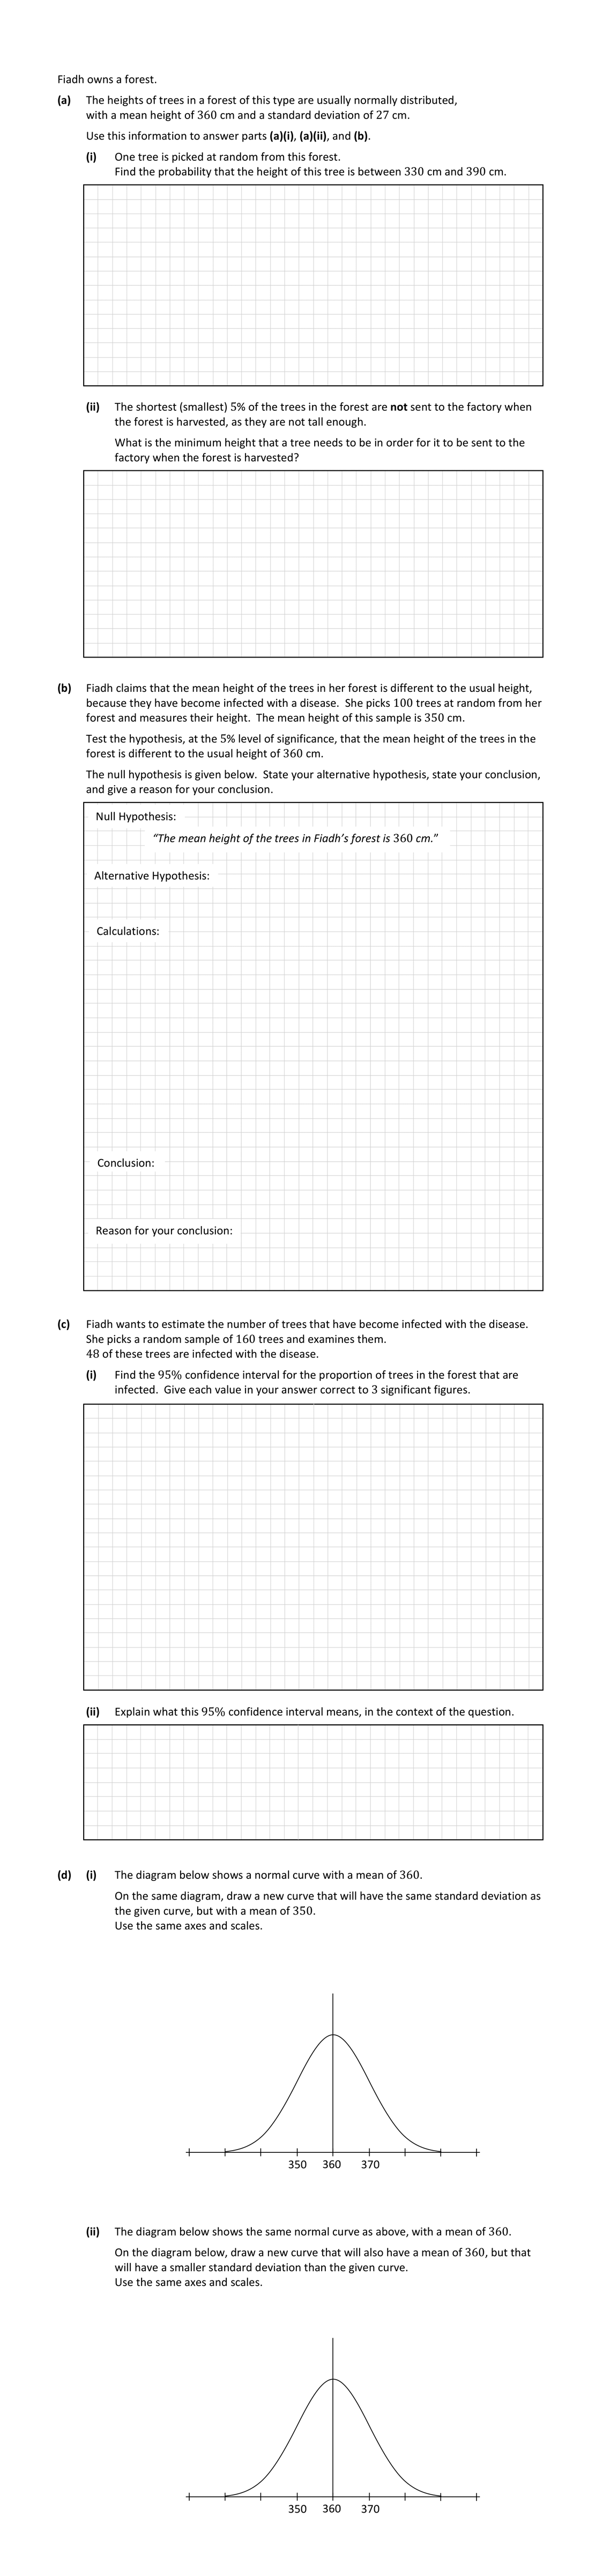 Fiadh owns a forest.
(a) The heights of trees in a forest of this type are usually normally distributed,
with a mean height of 360 cm and a standard deviation of 27 cm.
Use this information to answer parts (a)(i), (a)(ii), and (b).
(i) One tree is picked at random from this forest.
Find the probability that the height of this tree is between 330 cm and 390 cm.
(ii) The shortest (smallest) 5% of the trees in the forest are not sent to the factory when
the forest is harvested, as they are not tall enough.
What is the minimum height that a tree needs to be in order for it to be sent to the
factory when the forest is harvested?
(b) Fiadh claims that the mean height of the trees in her forest is different to the usual height,
because they have become infected with a disease. She picks 100 trees at random from her
forest and measures their height. The mean height of this sample is 350 cm.
Test the hypothesis, at the 5% level of significance, that the mean height of the trees in the
forest is different to the usual height of 360 cm.
The null hypothesis is given below. State your alternative hypothesis, state your conclusion,
and give a reason for your conclusion.
Null Hypothesis:
“The mean height of the trees in Fiadh’s forest is 360 cm.”
Alternative Hypothesis:
Calculations:
Conclusion:
Reason for your conclusion:
(c) Fiadh wants to estimate the number of trees that have become infected with the disease.
She picks a random sample of 160 trees and examines them.
48 of these trees are infected with the disease.
(i) Find the 95% confidence interval for the proportion of trees in the forest that are
infected. Give each value in your answer correct to 3 significant figures.
(ii) Explain what this 95% confidence interval means, in the context of the question.
(d) (i) The diagram below shows a normal curve with a mean of 360.
On the same diagram, draw a new curve that will have the same standard deviation as
the given curve, but with a mean of 350.
Use the same axes and scales.
350 360 370
(ii) The diagram below shows the same normal curve as above, with a mean of 360.
On the diagram below, draw a new curve that will also have a mean of 360, but that
will have a smaller standard deviation than the given curve.
Use the same axes and scales.
350 360 370